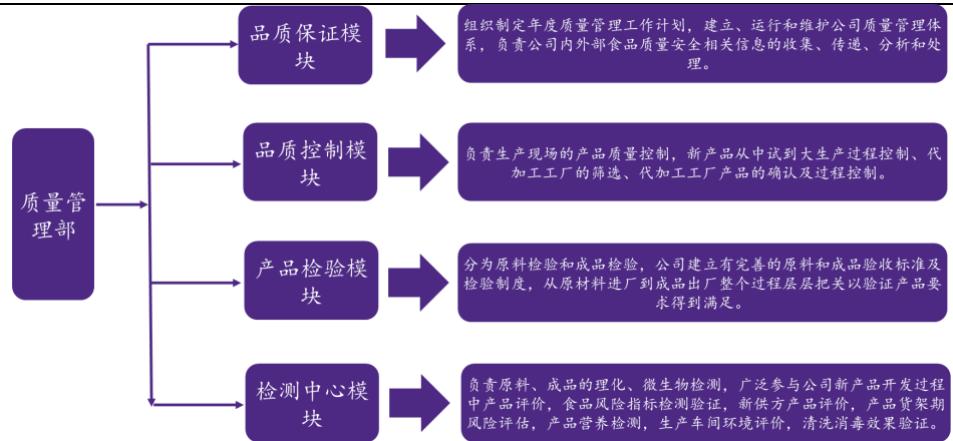 质量管
理部
品质保证模
块
组织制定年度质量管理工作计划，建立、运行和维护公司质量管理体
系，负责公司内外部食品质量安全相关信息的收集、传递、分析和处
理。
品质控制模
块
负责生产现场的产品质量控制，新产品从中试到大生产过程控制、代
加工工厂的筛选、代加工工厂产品的确认及过程控制。
产品检验模
块
分为原料检验和成品检验，公司建立有完善的原料和成品验收标准及
检验制度，从原材料进厂到成品出厂整个过程层层把关以验证产品要
求得到满足。
检测中心模
块
负责原料、成品的理化、微生物检测，广泛参与公司新产品开发过程
中产品评价，食品风险指标检测验证，新供方产品评价，产品货架期
风险评估，产品营养检测，生产车间环境评价，清洗消毒效果验证。